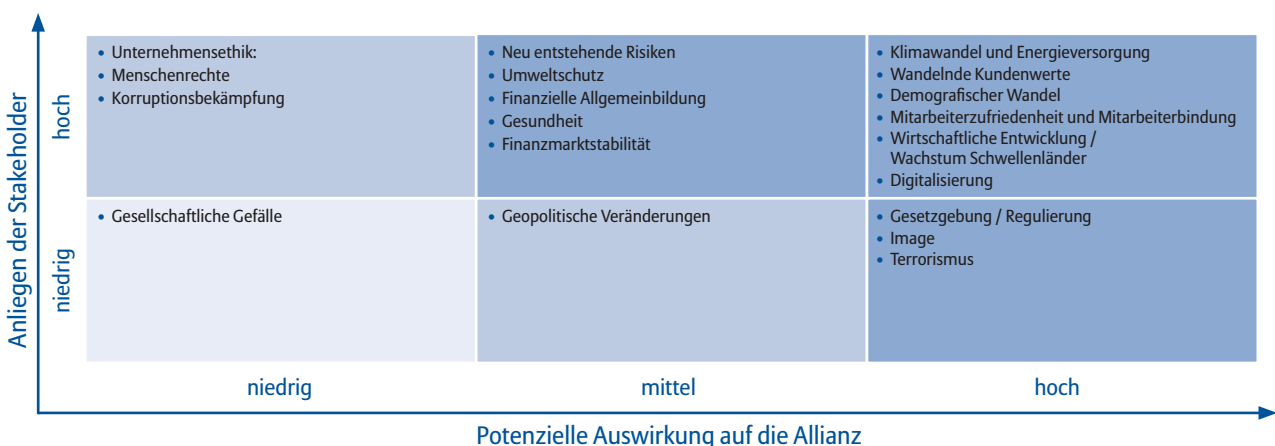 Anliegen der Stakeholder
hoch
• Unternehmensethik:
• Menschenrechte
• Korruptionsbekämpfung
• Neu entstehende Risiken
• Umweltschutz
• Finanzielle Allgemeinbildung
• Gesundheit
• Finanzmarktstabilität
• Klimawandel und Energieversorgung
• Wandelnde Kundenwerte
• Demografischer Wandel
• Mitarbeiterzufriedenheit und Mitarbeiterbindung
• Wirtschaftliche Entwicklung /
Wachstum Schwellenländer
• Digitalisierung
niedrig
• Gesellschaftliche Gefälle
• Geopolitische Veränderungen
• Gesetzgebung / Regulierung
• Image
• Terrorismus
niedrig
mittel
hoch
Potenzielle Auswirkung auf die Allianz